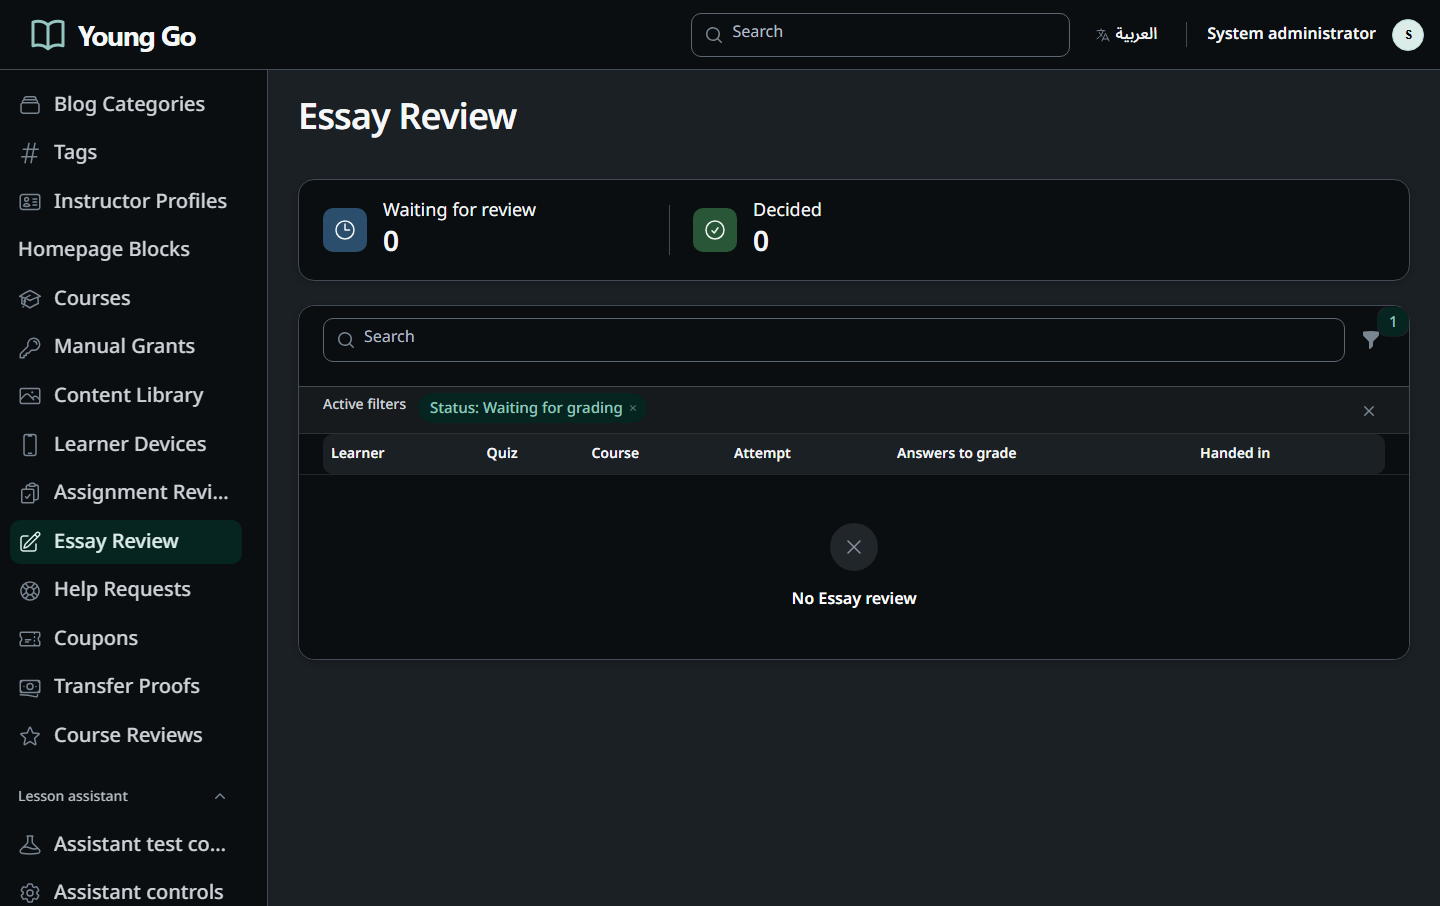 Young Go
Search
العربية
System administrator
S
Blog Categories
Tags
Instructor Profiles
Homepage Blocks
Courses
Manual Grants
Content Library
Learner Devices
Assignment Revi...
Essay Review
Help Requests
Coupons
Transfer Proofs
Course Reviews
Lesson assistant
Assistant test co...
Assistant controls
Essay Review
Waiting for review
0
Decided
0
Search
1
Active filters
Status: Waiting for grading ×
Learner Quiz Course Attempt Answers to grade Handed in
No Essay review